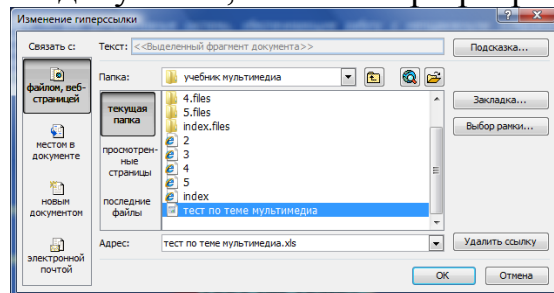 Изменение гиперссылки
Связать с: Текст: <<Выделенный фрагмент документа>> Подсказка...
файлом, веб-страницей
Папка: учебник мультимедиа
текущая папка
4.files
5.files
index.files
2
3
4
5
index
тест по теме мультимедиа
Закладка...
Выбор рамки...
местом в документе
просмотрен-ные страницы
новым документом
последние файлы
электронной почтой
Адрес: тест по теме мультимедиа.xls Удалить ссылку
ОК Отмена